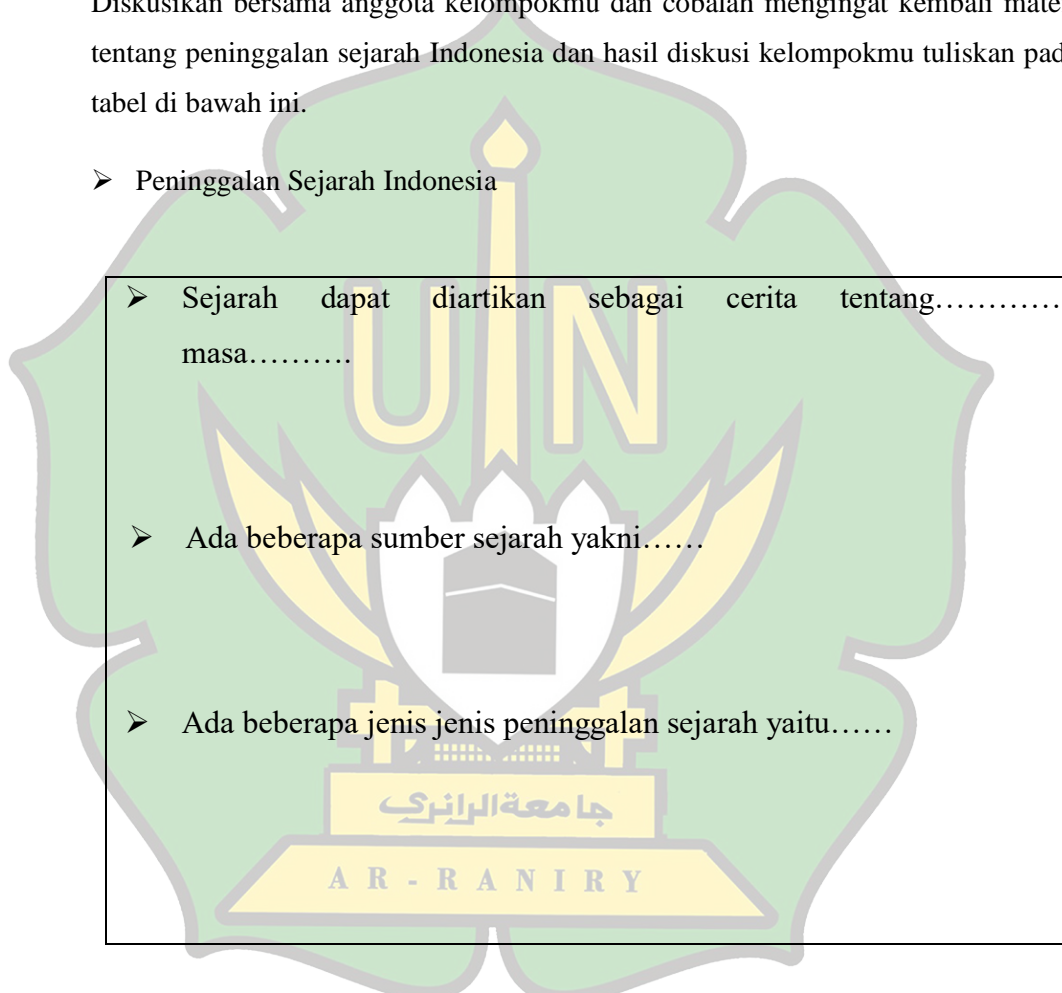 Diskusikan bersama anggota kelompokmu dan cobalah mengingat kembali mate
tentang peninggalan sejarah Indonesia dan hasil diskusi kelompokmu tuliskan pad
tabel di bawah ini.
➢ Peninggalan Sejarah Indonesia
➢ Sejarah dapat diartikan sebagai cerita tentang………….
masa……….
UIN
➢ Ada beberapa sumber sejarah yakni……
➢ Ada beberapa jenis jenis peninggalan sejarah yaitu……
جامعة الرانري
AR-RANIRY